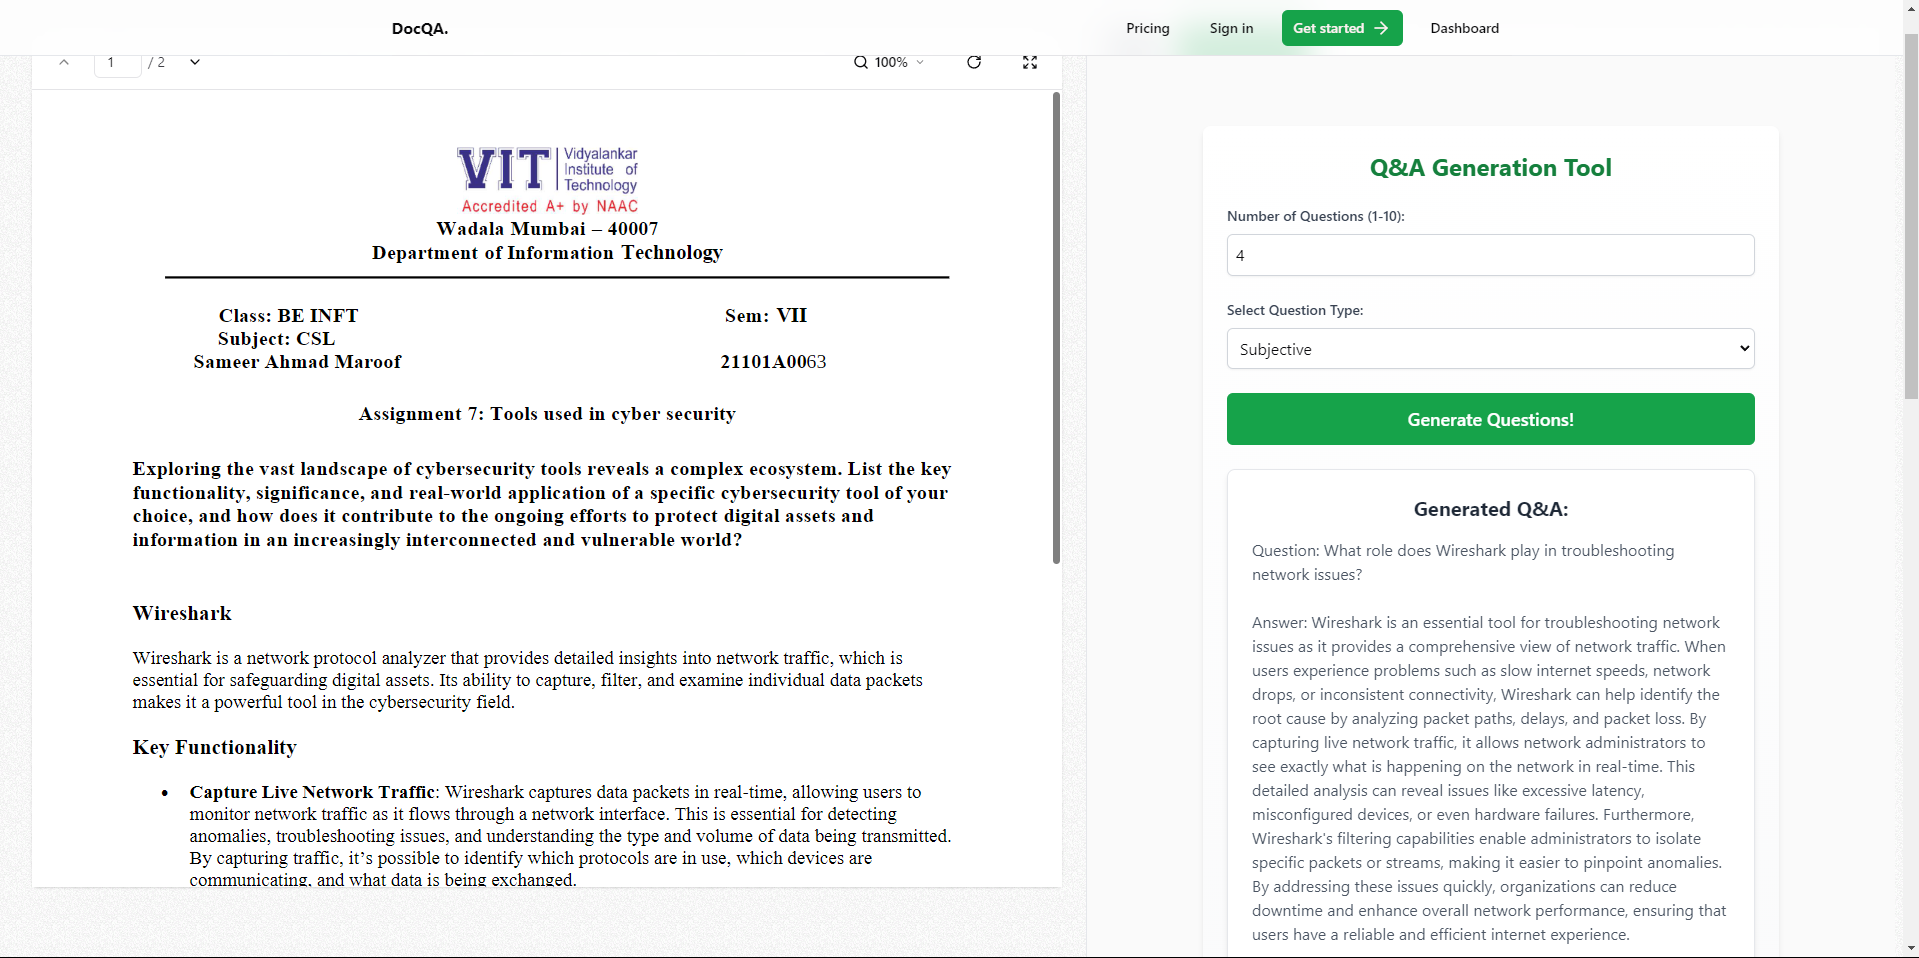 DocQA.
Pricing
Sign in
Get started
Dashboard
1
/ 2
100%
VIT
Vidyalankar
Institute of
Technology
Accredited A+ by NAAC
Wadala Mumbai – 40007
Department of Information Technology
Class: BE INFT
Sem: VII
Subject: CSL
Sameer Ahmad Maroof
21101A0063
Assignment 7: Tools used in cyber security
Exploring the vast landscape of cybersecurity tools reveals a complex ecosystem. List the key
functionality, significance, and real-world application of a specific cybersecurity tool of your
choice, and how does it contribute to the ongoing efforts to protect digital assets and
information in an increasingly interconnected and vulnerable world?
Wireshark
Wireshark is a network protocol analyzer that provides detailed insights into network traffic, which is
essential for safeguarding digital assets. Its ability to capture, filter, and examine individual data packets
makes it a powerful tool in the cybersecurity field.
Key Functionality
• Capture Live Network Traffic: Wireshark captures data packets in real-time, allowing users to
monitor network traffic as it flows through a network interface. This is essential for detecting
anomalies, troubleshooting issues, and understanding the type and volume of data being transmitted.
By capturing traffic, it’s possible to identify which protocols are in use, which devices are
communicating, and what data is being exchanged.
Q&A Generation Tool
Number of Questions (1-10):
4
Select Question Type:
Subjective
Generate Questions!
Generated Q&A:
Question: What role does Wireshark play in troubleshooting
network issues?
Answer: Wireshark is an essential tool for troubleshooting network
issues as it provides a comprehensive view of network traffic. When
users experience problems such as slow internet speeds, network
drops, or inconsistent connectivity, Wireshark can help identify the
root cause by analyzing packet paths, delays, and packet loss. By
capturing live network traffic, it allows network administrators to
see exactly what is happening on the network in real-time. This
detailed analysis can reveal issues like excessive latency,
misconfigured devices, or even hardware failures. Furthermore,
Wireshark's filtering capabilities enable administrators to isolate
specific packets or streams, making it easier to pinpoint anomalies.
By addressing these issues quickly, organizations can reduce
downtime and enhance overall network performance, ensuring that
users have a reliable and efficient internet experience.